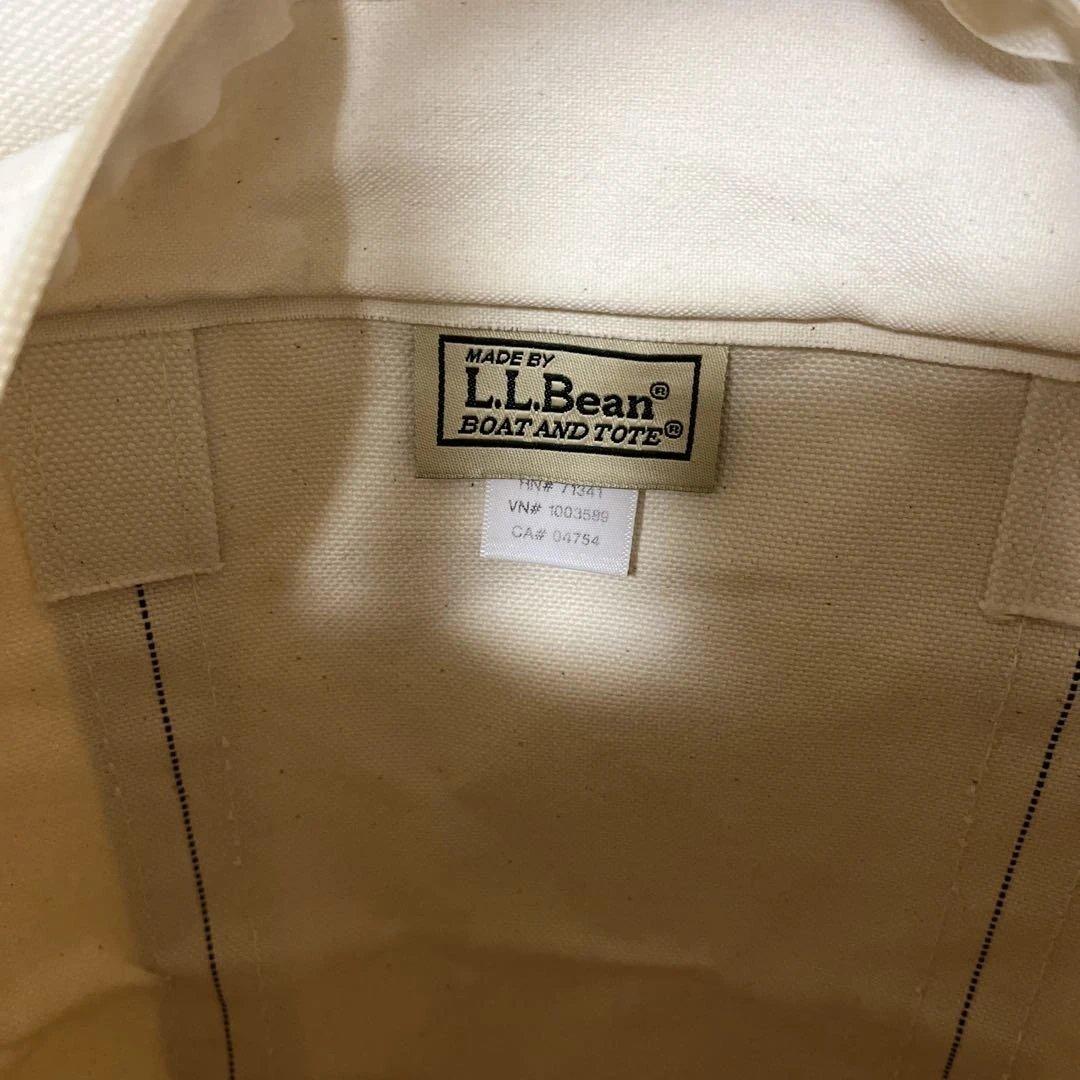 MADE BY
L.L.Bean®
BOAT AND TOTE®
RN# 71341
VN# 1003589
CA# 04754